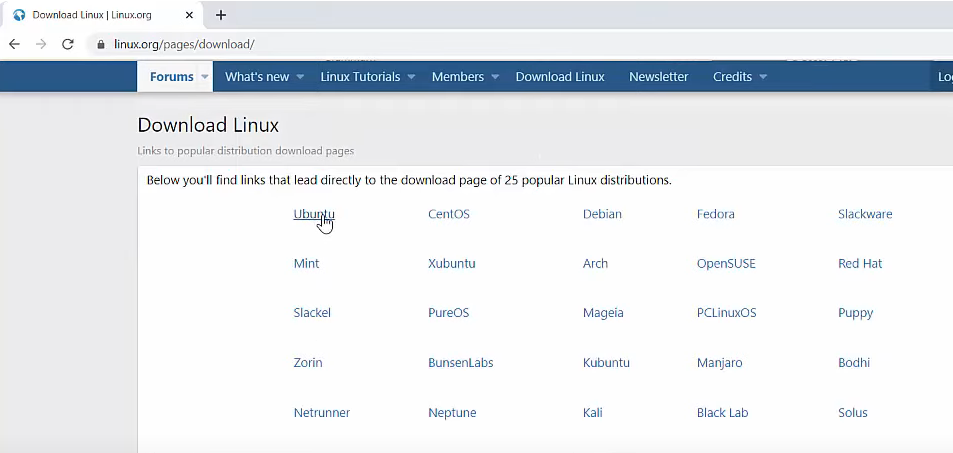 Download Linux | Linux.org
linux.org/pages/download/
Forums What's new Linux Tutorials Members Download Linux Newsletter Credits Lo
Download Linux
Links to popular distribution download pages
Below you'll find links that lead directly to the download page of 25 popular Linux distributions.
Ubuntu CentOS Debian Fedora Slackware
Mint Xubuntu Arch OpenSUSE Red Hat
Slackel PureOS Mageia PCLinuxOS Puppy
Zorin BunsenLabs Kubuntu Manjaro Bodhi
Netrunner Neptune Kali Black Lab Solus